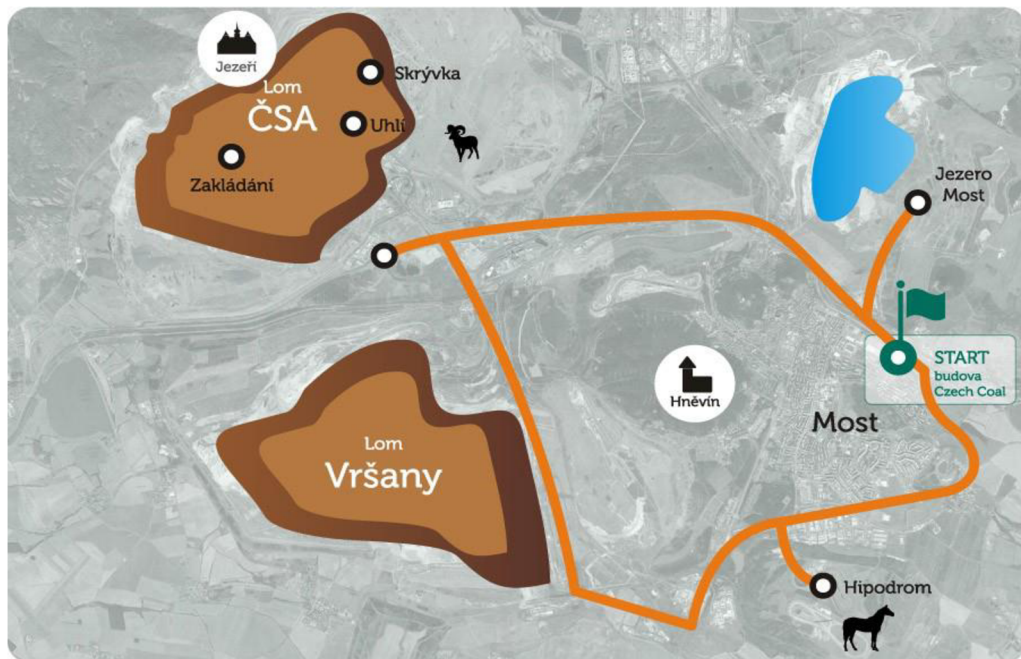 Jezeří
Lom
ČSA
Skrývka
Uhlí
Zakládání
Jezero
Most
START
budova
Czech Coal
Hněvín
Most
Lom
Vršany
Hipodrom